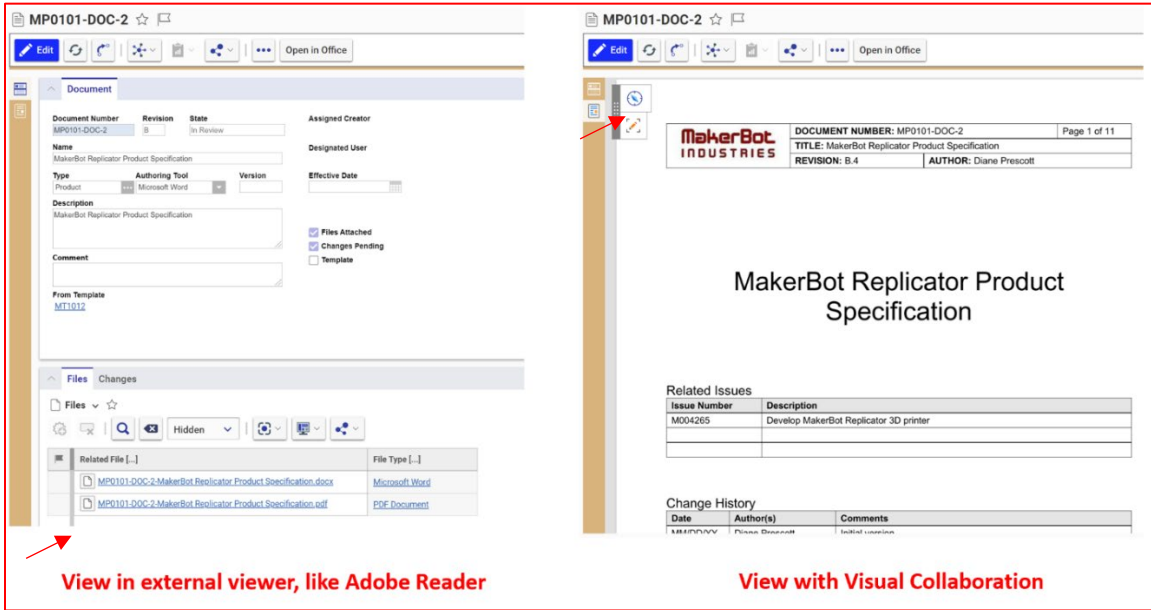 MP0101-DOC-2
Edit
Open in Office
Document
Document Number Revision State Assigned Creator
MP0101-DOC-2 B In Review
Name Designated User
MakerBot Replicator Product Specification
Type Authoring Tool Version Effective Date
Product Microsoft Word
Description
MakerBot Replicator Product Specification
Files Attached
Changes Pending
Comment
Template
From Template
MT1012
Files Changes
Files
Hidden
Related File [...] File Type [...]
MP0101-DOC-2-MakerBot Replicator Product Specification.docx Microsoft Word
MP0101-DOC-2-MakerBot Replicator Product Specification.pdf PDF Document
View in external viewer, like Adobe Reader
MP0101-DOC-2
Edit
Open in Office
MakerBot
INDUSTRIES
DOCUMENT NUMBER: MP0101-DOC-2 Page 1 of 11
TITLE: MakerBot Replicator Product Specification
REVISION: B.4 AUTHOR: Diane Prescott
MakerBot Replicator Product
Specification
Related Issues
Issue Number Description
M004265 Develop MakerBot Replicator 3D printer
Change History
Date Author(s) Comments
MM/DD/YY Diane Prescott Initial version
View with Visual Collaboration